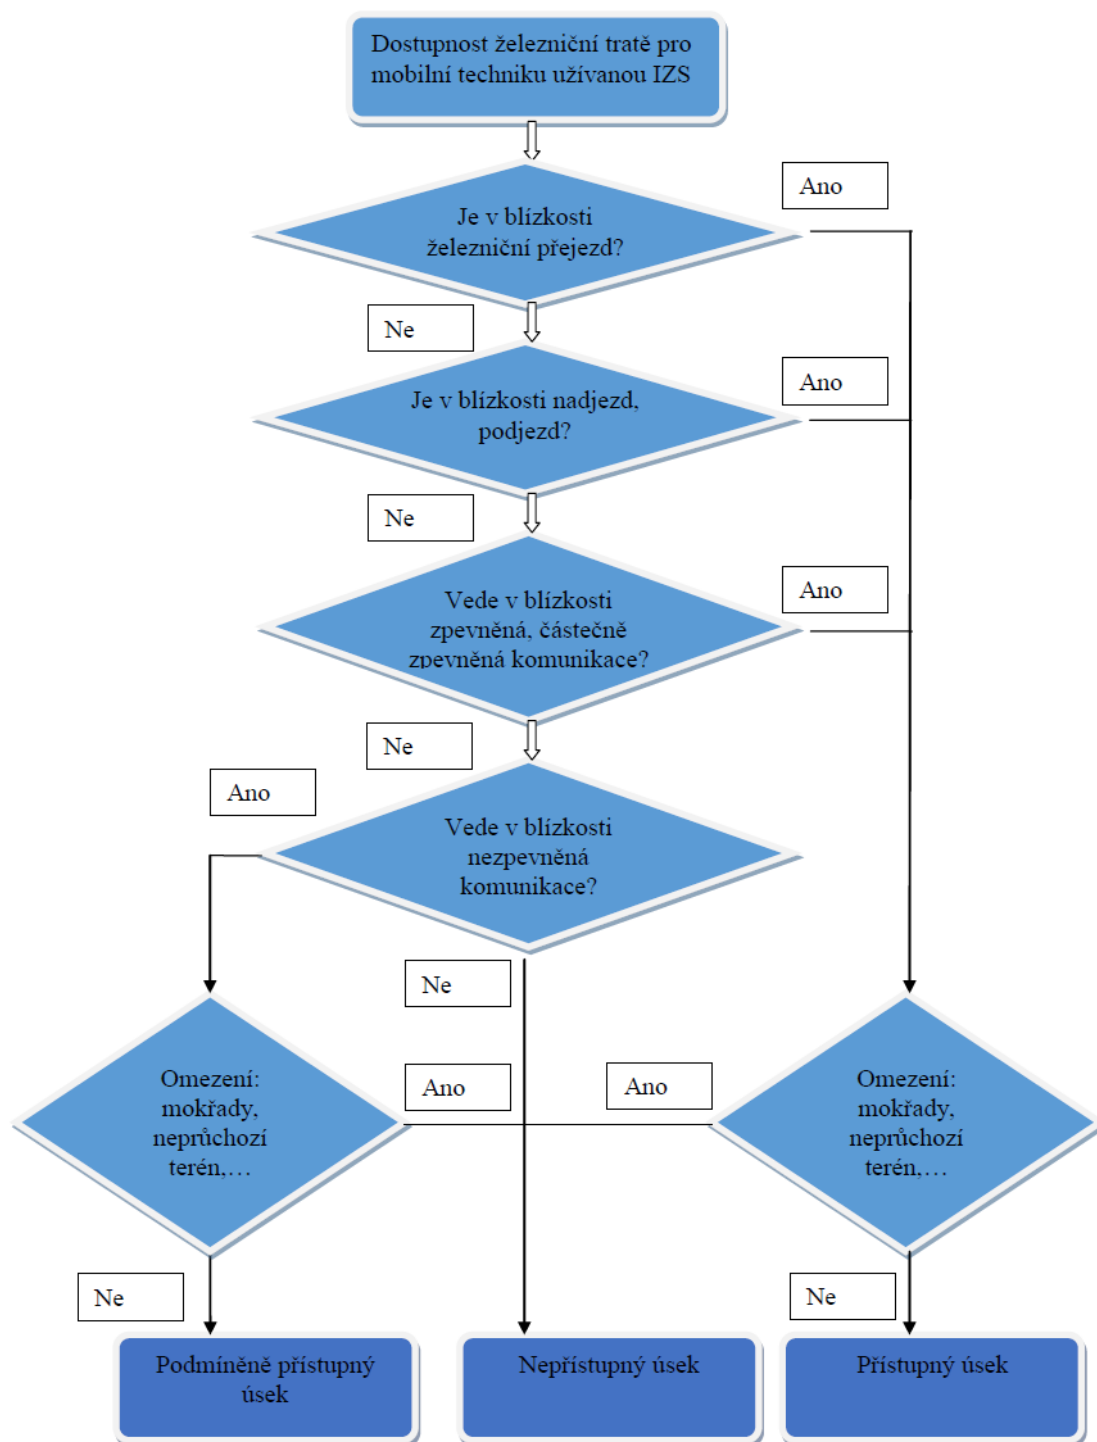 Dostupnost železniční tratě pro
mobilní techniku užívanou IZS
Ano
Je v blízkosti
železniční přejezd?
Ne
Ano
Je v blízkosti nadjezd,
podjezd?
Ne
Ano
Vede v blízkosti
zpevněná, částečně
zpevněná komunikace?
Ne
Ano
Vede v blízkosti
nezpevněná
komunikace?
Ne
Omezení:
mokřady,
neprůchozí
terén,…
Ano
Ano
Omezení:
mokřady,
neprůchozí
terén,…
Ne
Ne
Podmíněně přístupný
úsek
Nepřístupný úsek
Přístupný úsek